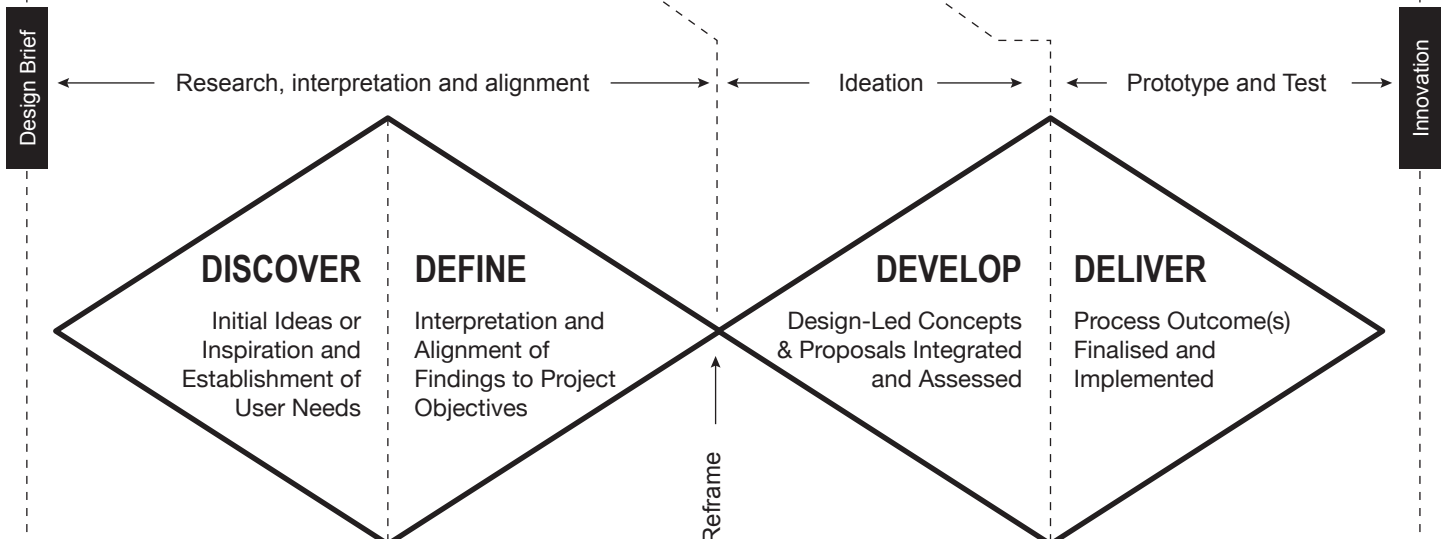 Design Brief
Research, interpretation and alignment
Ideation
Prototype and Test
Innovation
DISCOVER
Initial Ideas or
Inspiration and
Establishment of
User Needs
DEFINE
Interpretation and
Alignment of
Findings to Project
Objectives
DEVELOP
Design-Led Concepts
& Proposals Integrated
and Assessed
DELIVER
Process Outcome(s)
Finalised and
Implemented
Reframe